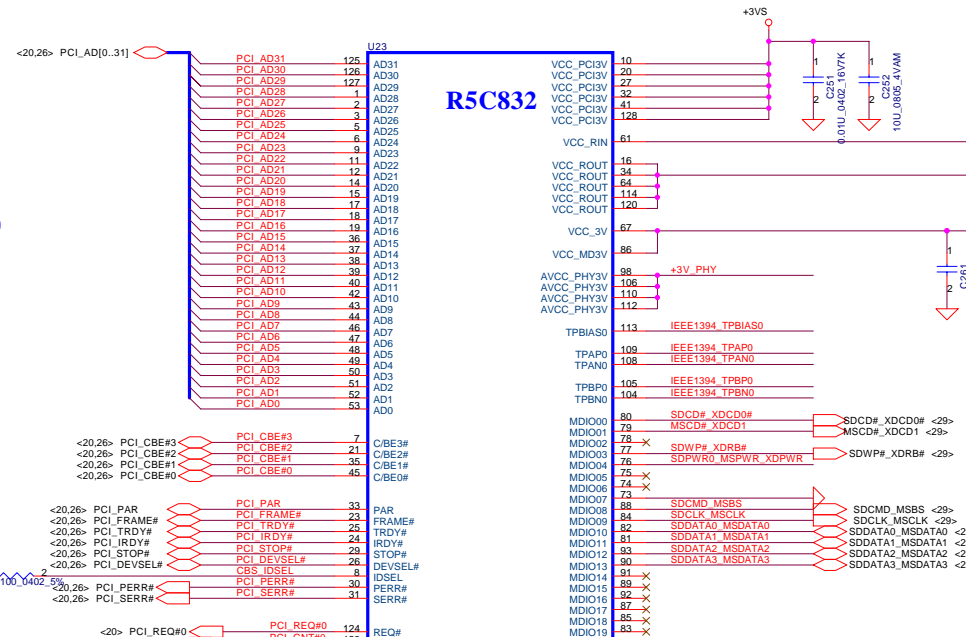 +3VS
<20,26> PCI_AD[0..31]
U23
R5C832
PCI_AD31 125 AD31
PCI_AD30 126 AD30
PCI_AD29 127 AD29
PCI_AD28 1 AD28
PCI_AD27 2 AD27
PCI_AD26 3 AD26
PCI_AD25 5 AD25
PCI_AD24 6 AD24
PCI_AD23 9 AD23
PCI_AD22 11 AD22
PCI_AD21 12 AD21
PCI_AD20 14 AD20
PCI_AD19 15 AD19
PCI_AD18 17 AD18
PCI_AD17 18 AD17
PCI_AD16 19 AD16
PCI_AD15 36 AD15
PCI_AD14 37 AD14
PCI_AD13 38 AD13
PCI_AD12 39 AD12
PCI_AD11 40 AD11
PCI_AD10 42 AD10
PCI_AD9 43 AD9
PCI_AD8 44 AD8
PCI_AD7 46 AD7
PCI_AD6 47 AD6
PCI_AD5 48 AD5
PCI_AD4 49 AD4
PCI_AD3 50 AD3
PCI_AD2 51 AD2
PCI_AD1 52 AD1
PCI_AD0 53 AD0
<20,26> PCI_CBE#3 PCI_CBE#3 7 C/BE3#
<20,26> PCI_CBE#2 PCI_CBE#2 21 C/BE2#
<20,26> PCI_CBE#1 PCI_CBE#1 35 C/BE1#
<20,26> PCI_CBE#0 PCI_CBE#0 45 C/BE0#
<20,26> PCI_PAR PCI_PAR 33 PAR
<20,26> PCI_FRAME# PCI_FRAME# 23 FRAME#
<20,26> PCI_TRDY# PCI_TRDY# 25 TRDY#
<20,26> PCI_IRDY# PCI_IRDY# 24 IRDY#
<20,26> PCI_STOP# PCI_STOP# 29 STOP#
<20,26> PCI_DEVSEL# PCI_DEVSEL# 26 DEVSEL#
2 100_0402_5% CBS_IDSEL 8 IDSEL
<20,26> PCI_PERR# PCI_PERR# 30 PERR#
<20,26> PCI_SERR# PCI_SERR# 31 SERR#
<20> PCI_REQ#0 PCI_REQ#0 124 REQ#
VCC_PCI3V 10
VCC_PCI3V 20
VCC_PCI3V 27
VCC_PCI3V 32
VCC_PCI3V 41
VCC_PCI3V 128
VCC_RIN 61
VCC_ROUT 16
VCC_ROUT 34
VCC_ROUT 64
VCC_ROUT 114
VCC_ROUT 120
VCC_3V 67
VCC_MD3V 86
AVCC_PHY3V 98 +3V_PHY
AVCC_PHY3V 106
AVCC_PHY3V 110
AVCC_PHY3V 112
TPBIAS0 113 IEEE1394_TPBIAS0
TPAP0 109 IEEE1394_TPAP0
TPAN0 108 IEEE1394_TPAN0
TPBP0 105 IEEE1394_TPBP0
TPBN0 104 IEEE1394_TPBN0
MDIO00 80 SDCD#_XDCD0# SDCD#_XDCD0# <29>
MDIO01 79 MSCD#_XDCD1 MSCD#_XDCD1 <29>
MDIO02 78
MDIO03 77 SDWP#_XDRB# SDWP#_XDRB# <29>
MDIO04 76 SDPWR0_MSPWR_XDPWR
MDIO05 75
MDIO06 74
MDIO07 73
MDIO08 88 SDCMD_MSBS SDCMD_MSBS <29>
MDIO09 84 SDCLK_MSCLK SDCLK_MSCLK <29>
MDIO10 82 SDDATA0_MSDATA0 SDDATA0_MSDATA0 <2
MDIO11 81 SDDATA1_MSDATA1 SDDATA1_MSDATA1 <2
MDIO12 93 SDDATA2_MSDATA2 SDDATA2_MSDATA2 <2
MDIO13 90 SDDATA3_MSDATA3 SDDATA3_MSDATA3 <2
MDIO14 91
MDIO15 89
MDIO16 92
MDIO17 87
MDIO18 85
MDIO19 83
1 2 C251
0.01U_0402_16V7K
1 2 C252
10U_0805_4VAM
1 2 C261